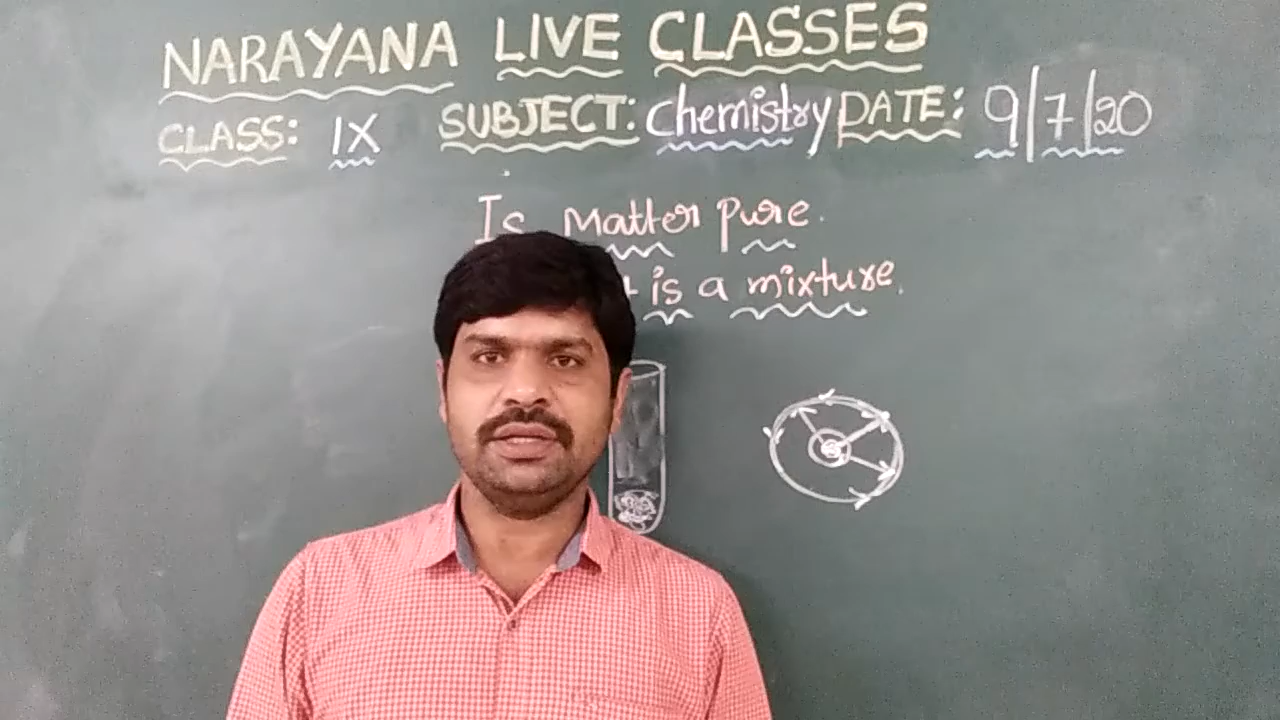 NARAYANA LIVE CLASSES
CLASS: IX SUBJECT: Chemistry DATE: 9/7/20
Is Matter Pure.
is a mixture.